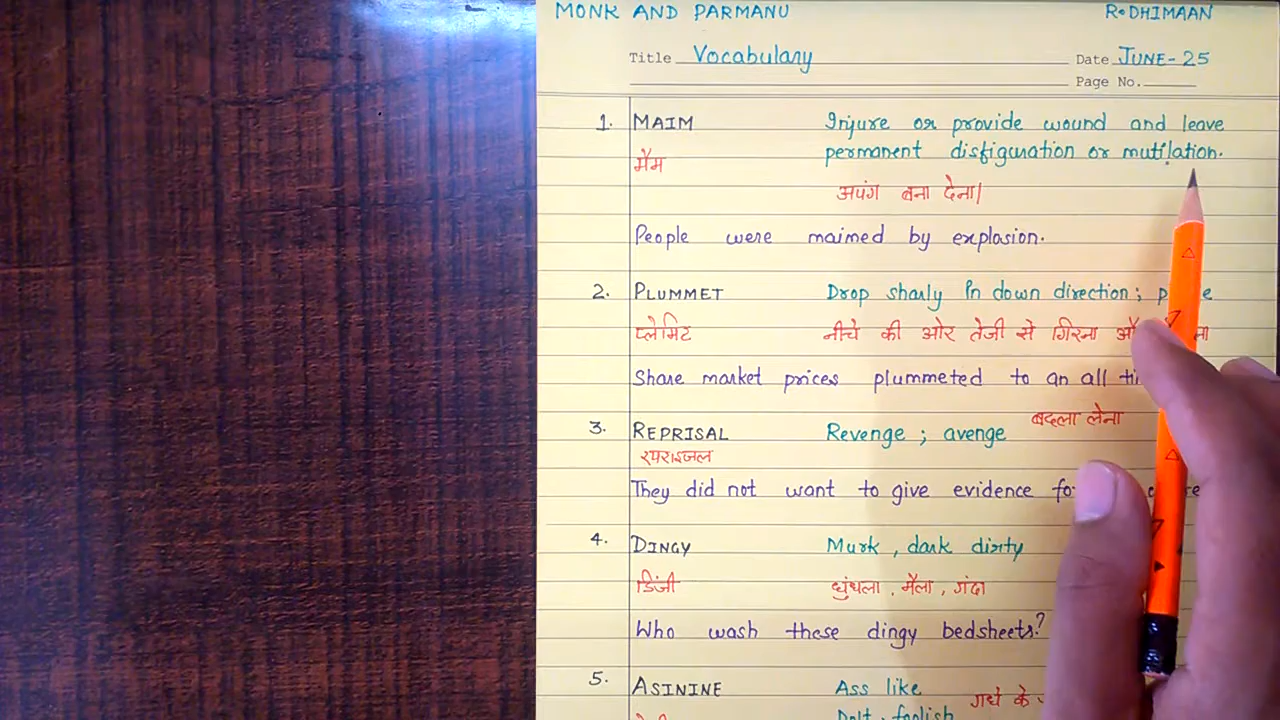 MONK AND PARMANU R. DHIMAAN
Title Vocabulary Date JUNE-25
Page No.
1. MAIM Injure or provide wound and leave
मैम permanent disfiguration or mutilation.
अपंग बना देना।
People were maimed by explosion.
2. PLUMMET Drop sharly in down direction;
प्लेमिट नीचे की ओर तेजी से गिरना
Share market prices plummeted to an all
बदला लेना
3. REPRISAL Revenge ; avenge
रपराइजल
They did not want to give evidence
4. DINGY Murk , dark dirty
डिंजी धुंधला , मैला , गंदा
Who wash these dingy bedsheets?
5. ASININE Ass like गधे के
Dolt , foolish